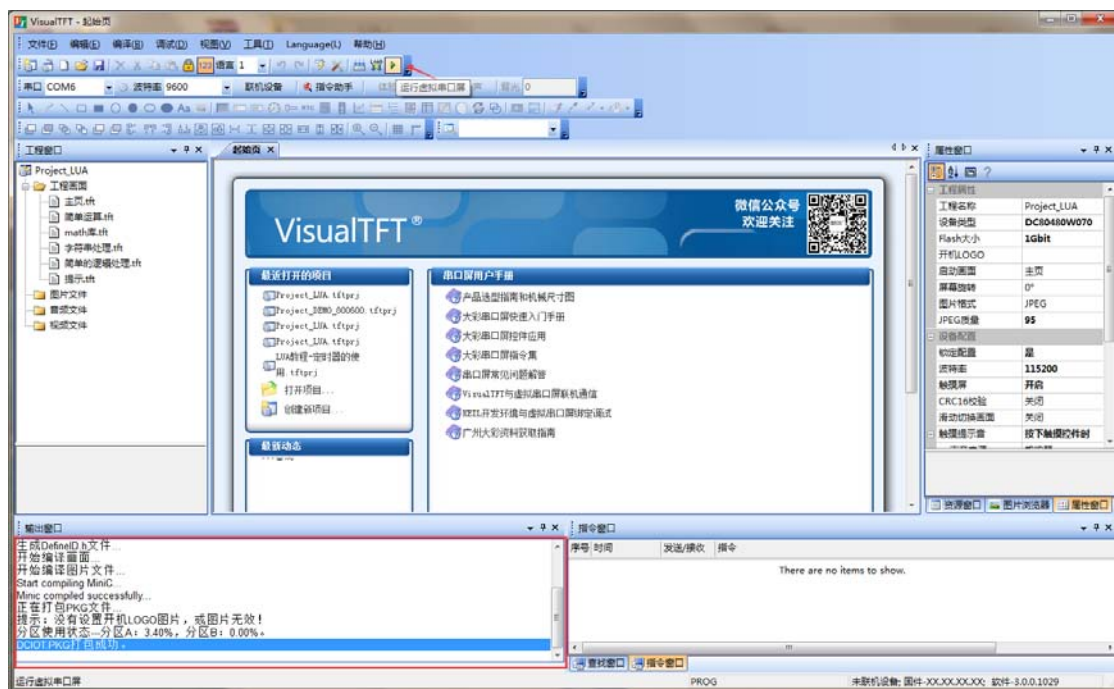 VisualTFT - 起始页
文件(F) 编辑(E) 编译(B) 调试(D) 视图(V) 工具(T) Language(L) 帮助(H)
语言 1
串口 COM6 波特率 9600 联机设备 指令助手 运行虚拟串口屏 0
工程窗口
Project_LUA
工程画面
主页.tft
简单运算.tft
math库.tft
字符串处理.tft
简单的逻辑处理.tft
提示.tft
图片文件
音频文件
视频文件
起始页
VisualTFT®
微信公众号
欢迎关注
最近打开的项目
Project_LUA.tftprj
Project_DEMO_000600.tftprj
Project_LUA.tftprj
Project_LUA.tftprj
LUA教程-定时器的使
用.tftprj
打开项目...
创建新项目...
最新动态
串口屏用户手册
产品选型指南和机械尺寸图
大彩串口屏快速入门手册
大彩串口屏控件应用
大彩串口屏指令集
串口屏常见问题解答
VisualTFT与虚拟串口屏联机通信
KEIL开发环境与虚拟串口屏绑定调试
广州大彩资料获取指南
属性窗口
工程属性
工程名称 Project_LUA
设备类型 DC80480W070
Flash大小 1Gbit
开机LOGO
启动画面 主页
屏幕旋转 0°
图片格式 JPEG
JPEG质量 95
设备配置
锁定配置 是
波特率 115200
触摸屏 开启
CRC16校验 关闭
滑动切换画面 关闭
触摸提示音 按下触摸控件时
资源窗口 图片浏览器 属性窗口
输出窗口
生成DefineID.h文件...
开始编译画面...
开始编译图片文件...
Start compiling MiniC...
Minic compiled successfully...
正在打包PKG文件...
提示：没有设置开机LOGO图片，或图片无效！
分区使用状态—分区A：3.40%，分区B：0.00%。
DCIOT.PKG打包成功。
指令窗口
序号 时间 发送/接收 指令
There are no items to show.
查找窗口 指令窗口
运行虚拟串口屏 PROG 未联机设备; 固件-XX.XX.XX.XX; 软件-3.0.0.1029